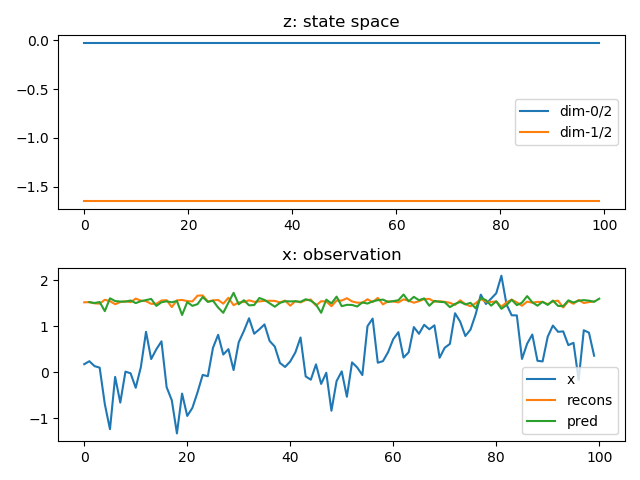 z: state space
0.0
−0.5
−1.0
−1.5
dim-0/2
dim-1/2
0 20 40 60 80 100
x: observation
2
1
0
−1
x
recons
pred
0 20 40 60 80 100